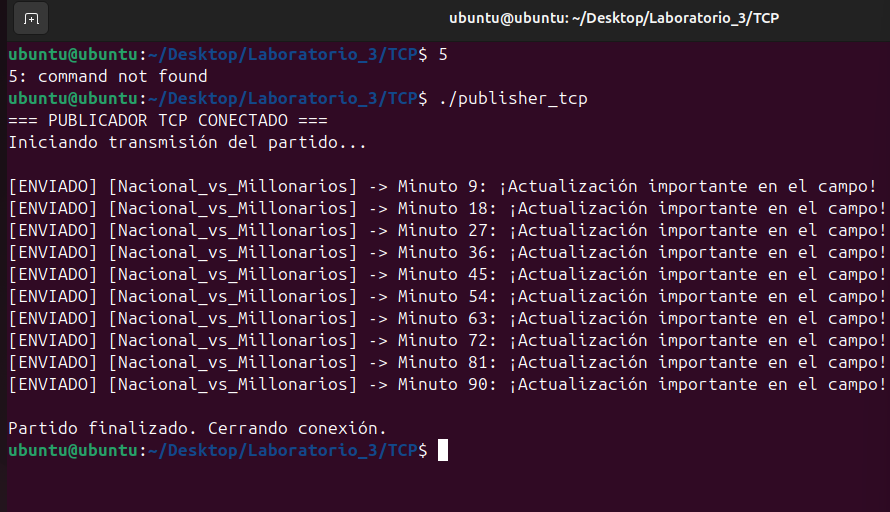 ubuntu@ubuntu: ~/Desktop/Laboratorio_3/TCP
ubuntu@ubuntu:~/Desktop/Laboratorio_3/TCP$ 5
5: command not found
ubuntu@ubuntu:~/Desktop/Laboratorio_3/TCP$ ./publisher_tcp
=== PUBLICADOR TCP CONECTADO ===
Iniciando transmisión del partido...
[ENVIADO] [Nacional_vs_Millonarios] -> Minuto 9: ¡Actualización importante en el campo!
[ENVIADO] [Nacional_vs_Millonarios] -> Minuto 18: ¡Actualización importante en el campo!
[ENVIADO] [Nacional_vs_Millonarios] -> Minuto 27: ¡Actualización importante en el campo!
[ENVIADO] [Nacional_vs_Millonarios] -> Minuto 36: ¡Actualización importante en el campo!
[ENVIADO] [Nacional_vs_Millonarios] -> Minuto 45: ¡Actualización importante en el campo!
[ENVIADO] [Nacional_vs_Millonarios] -> Minuto 54: ¡Actualización importante en el campo!
[ENVIADO] [Nacional_vs_Millonarios] -> Minuto 63: ¡Actualización importante en el campo!
[ENVIADO] [Nacional_vs_Millonarios] -> Minuto 72: ¡Actualización importante en el campo!
[ENVIADO] [Nacional_vs_Millonarios] -> Minuto 81: ¡Actualización importante en el campo!
[ENVIADO] [Nacional_vs_Millonarios] -> Minuto 90: ¡Actualización importante en el campo!
Partido finalizado. Cerrando conexión.
ubuntu@ubuntu:~/Desktop/Laboratorio_3/TCP$